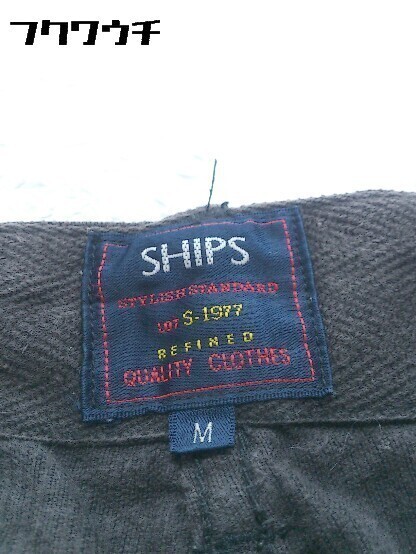 フクワウチ
SHIPS
STYLISH STANDARD
LOT S-1977
REFINED
QUALITY CLOTHES
M